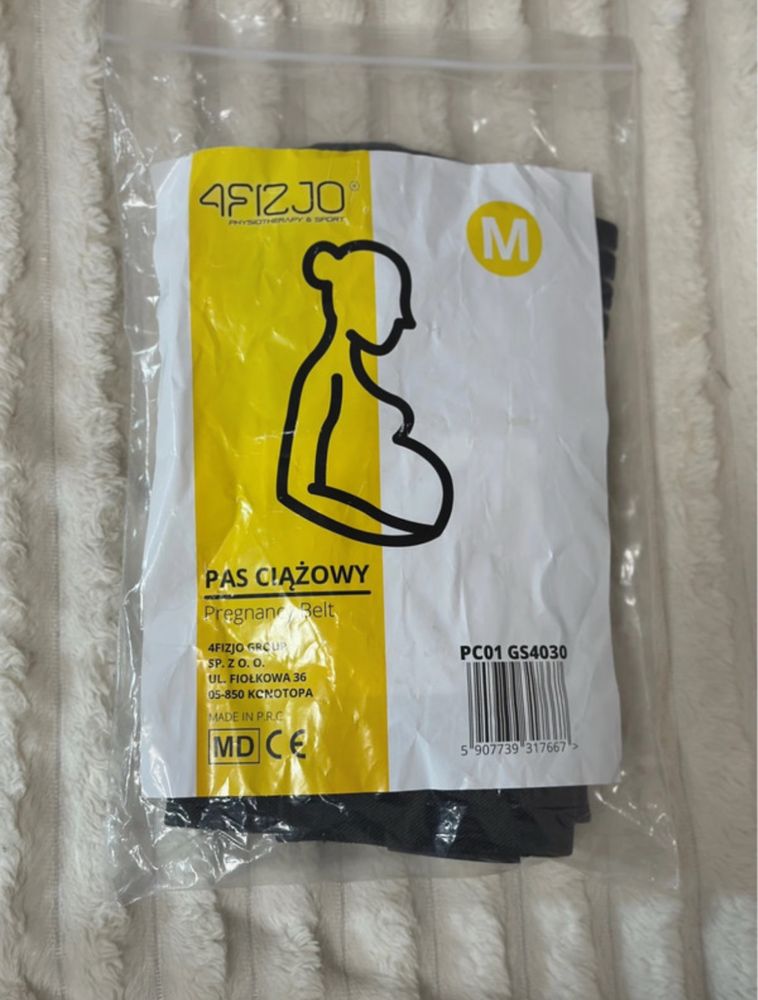 4FIZJO®
PHYSIOTHERAPY & SPORT
M
PAS CIĄŻOWY
Pregnancy Belt
4FIZJO GROUP
SP. Z O. O.
UL. FIOŁKOWA 36
05-850 KONOTOPA
MADE IN P.R.C
MD CE
PC01 GS4030
5 907739 317667 >